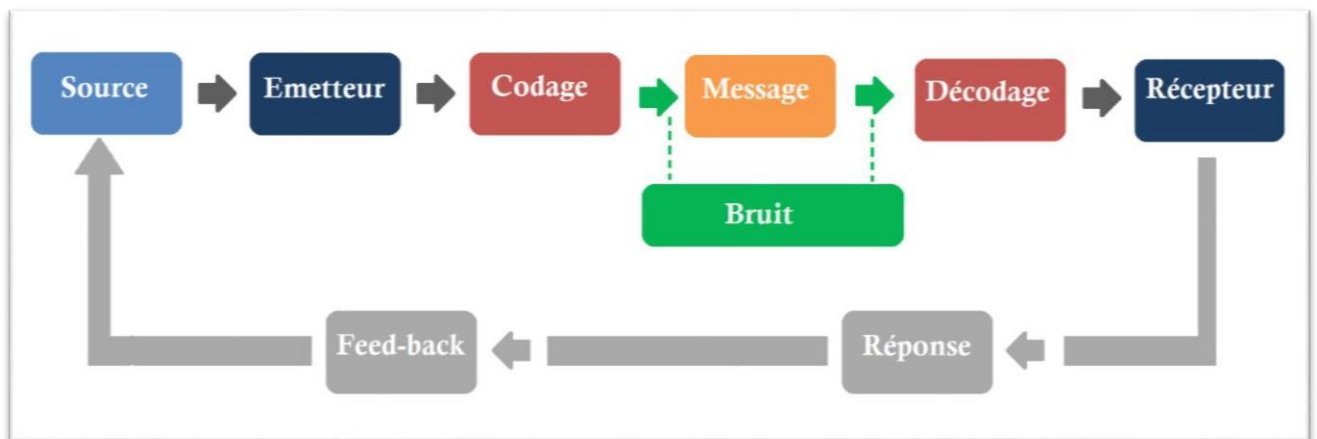 Source
Emetteur
Codage
Message
Décodage
Récepteur
Bruit
Feed-back
Réponse